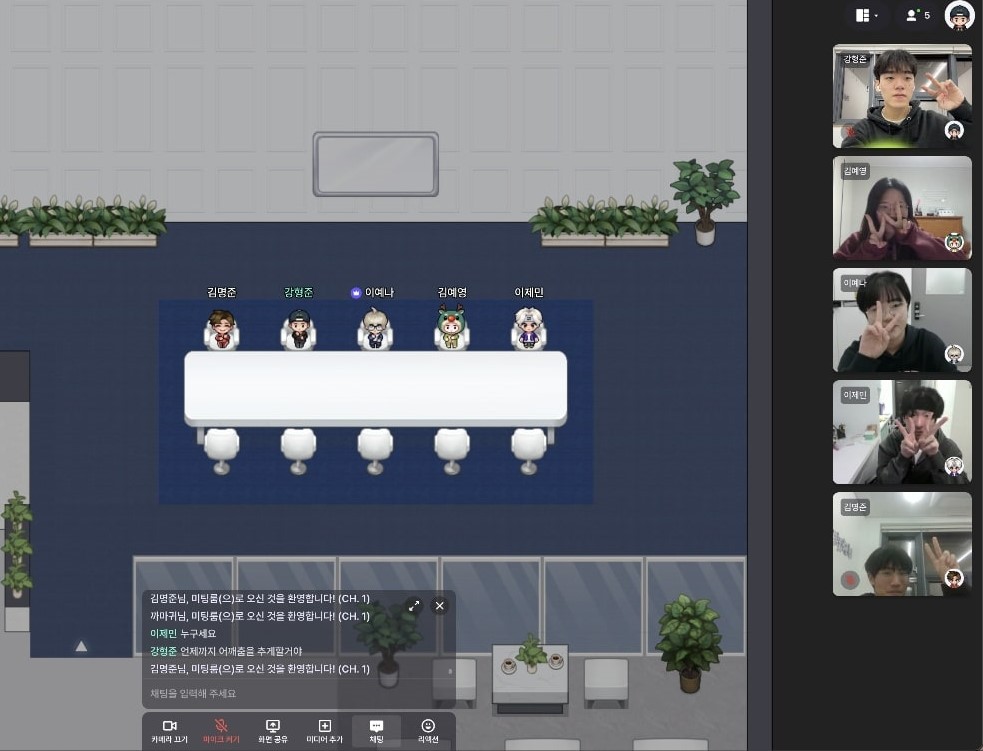 5
강형준
김예영
이예나
이제민
김명준
김명준
강형준
이예나
김예영
이제민
김명준님, 미팅룸(으)로 오신 것을 환영합니다! (CH. 1)
까마귀님, 미팅룸(으)로 오신 것을 환영합니다! (CH. 1)
이제민 누구세요
강형준 언제까지 어깨춤을 추게할거야
김명준님, 미팅룸(으)로 오신 것을 환영합니다! (CH. 1)
채팅을 입력해 주세요
카메라 끄기
마이크 켜기
화면 공유
미디어 추가
채팅
리액션